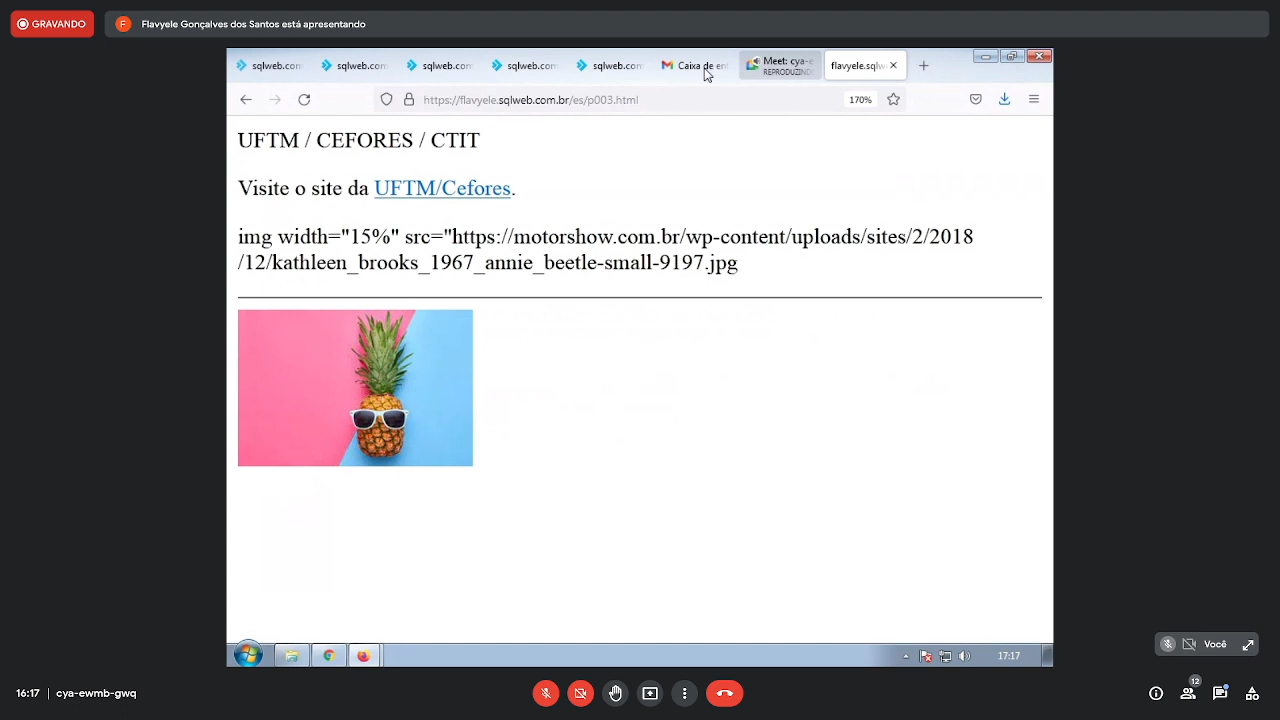 GRAVANDO
F Flavyele Gonçalves dos Santos está apresentando
sqlweb.com sqlweb.com sqlweb.com sqlweb.com sqlweb.com Caixa de en Meet: cya-e flavyele.sqlw
REPRODUZIND
https://flavyele.sqlweb.com.br/es/p003.html 170%
UFTM / CEFORES / CTIT
Visite o site da UFTM/Cefores.
img width="15%" src="https://motorshow.com.br/wp-content/uploads/sites/2/2018
/12/kathleen_brooks_1967_annie_beetle-small-9197.jpg
Você
17:17
16:17 cya-ewmb-gwq
12